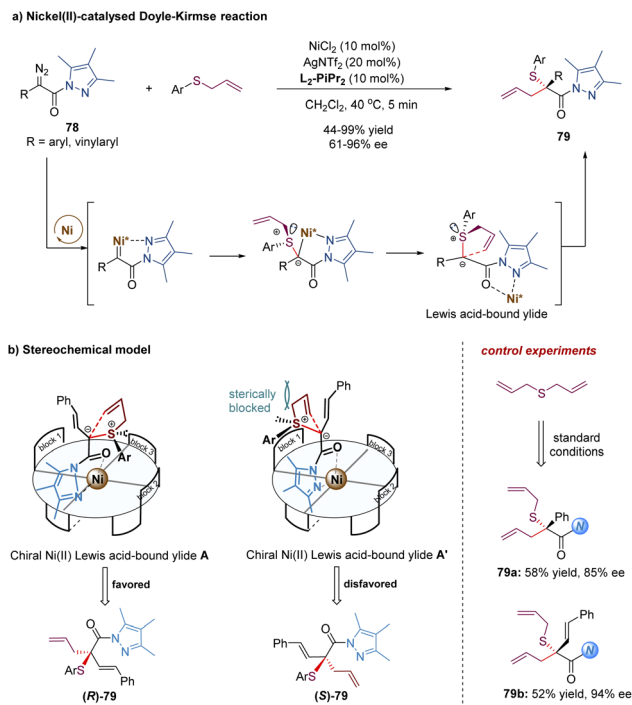 a) Nickel(II)-catalysed Doyle-Kirmse reaction
N2
N
N
R
O
78
R = aryl, vinylaryl
+
Ar
S
NiCl2 (10 mol%)
AgNTf2 (20 mol%)
L2-PiPr2 (10 mol%)
CH2Cl2, 40 oC, 5 min
44-99% yield
61-96% ee
Ar
S
R
N
N
O
79
Ni
Ni*
N
N
R
O
Ar
S
⊕
Ni*
N
N
R
⊖
O
Ar
S
⊕
R
⊖
O
N
N
Ni*
Lewis acid-bound ylide
b) Stereochemical model
Ph
⊖
S
⊕
Ar
O
N
N
Ni
block 1
block 3
block 2
Chiral Ni(II) Lewis acid-bound ylide A
favored
O
N
N
ArS
Ph
(R)-79
sterically
blocked
Ph
S
⊕
Ar
⊖
O
N
N
Ni
block 1
block 3
block 2
Chiral Ni(II) Lewis acid-bound ylide A'
disfavored
Ph
O
N
N
ArS
(S)-79
control experiments
S
standard
conditions
S
Ph
N
O
79a: 58% yield, 85% ee
Ph
S
N
O
79b: 52% yield, 94% ee